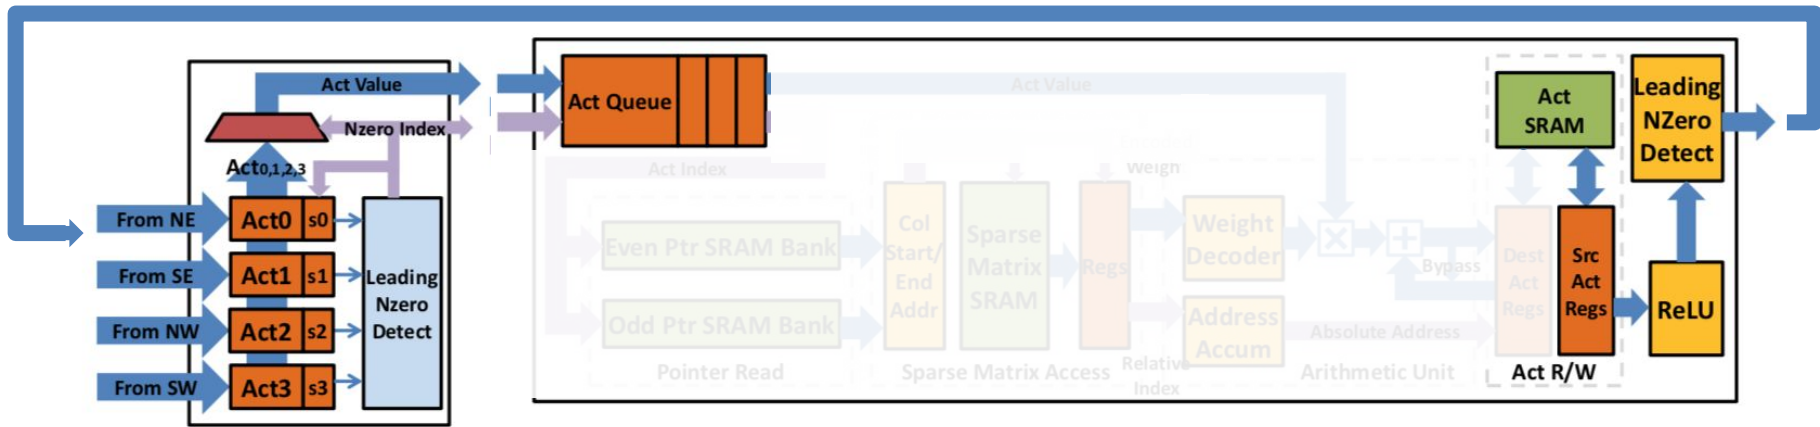 Act Value
Nzero Index
Act0,1,2,3
From NE
Act0
s0
From SE
Act1
s1
From NW
Act2
s2
From SW
Act3
s3
Leading
Nzero
Detect
Act Queue
Act Value
Act Index
Even Ptr SRAM Bank
Odd Ptr SRAM Bank
Pointer Read
Col
Start/
End
Addr
Sparse
Matrix
SRAM
Regs
Sparse Matrix Access
Weigh
Relative
Index
Weight
Decoder
Address
Accum
Bypass
Absolute Address
Arithmetic Unit
Dest
Act
Regs
Act
SRAM
Src
Act
Regs
Act R/W
Leading
NZero
Detect
ReLU